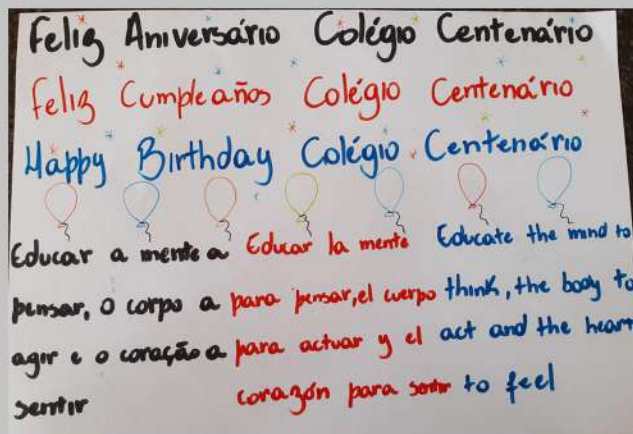 Feliz Aniversário Colégio Centenário
Feliz Cumpleaños Colégio Centenário
Happy Birthday Colégio Centenário
Educar a mente a
pensar, o corpo a
agir e o coração a
sentir
Educar la mente
para pensar, el cuerpo
para actuar y el
corazón para sentir
Educate the mind to
think, the body to
act and the heart
to feel